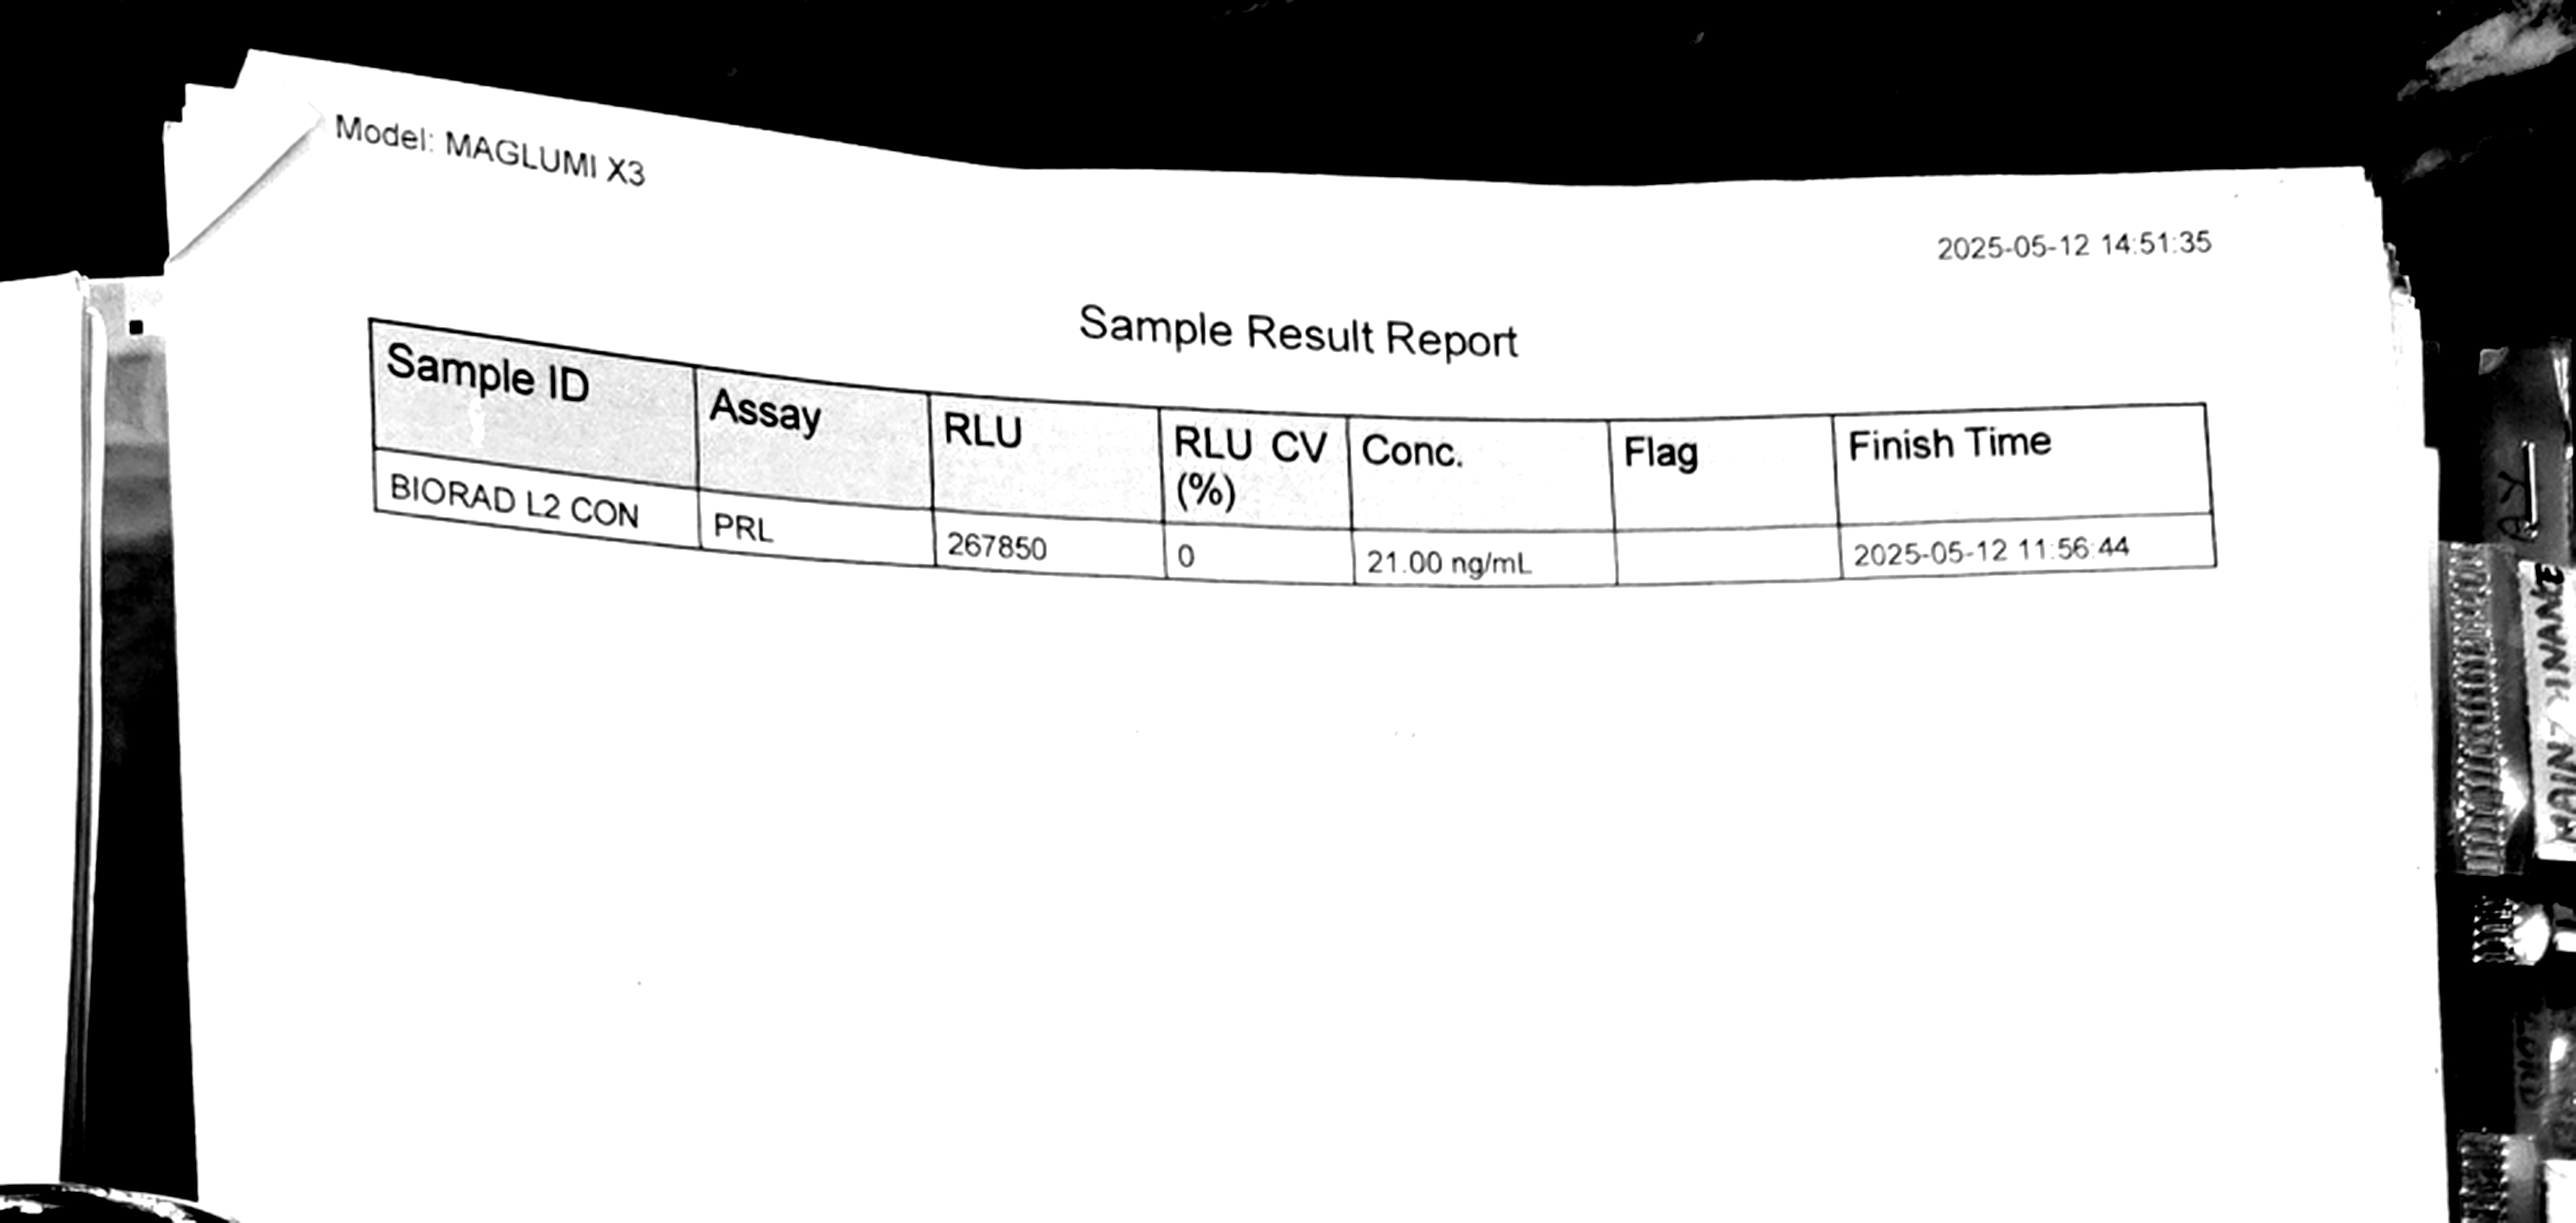 Model: MAGLUMI X3
2025-05-12 14:51:35
Sample Result Report
Sample ID Assay RLU RLU CV (%) Conc. Flag Finish Time
BIORAD L2 CON PRL 267850 0 21.00 ng/mL 2025-05-12 11:56:44